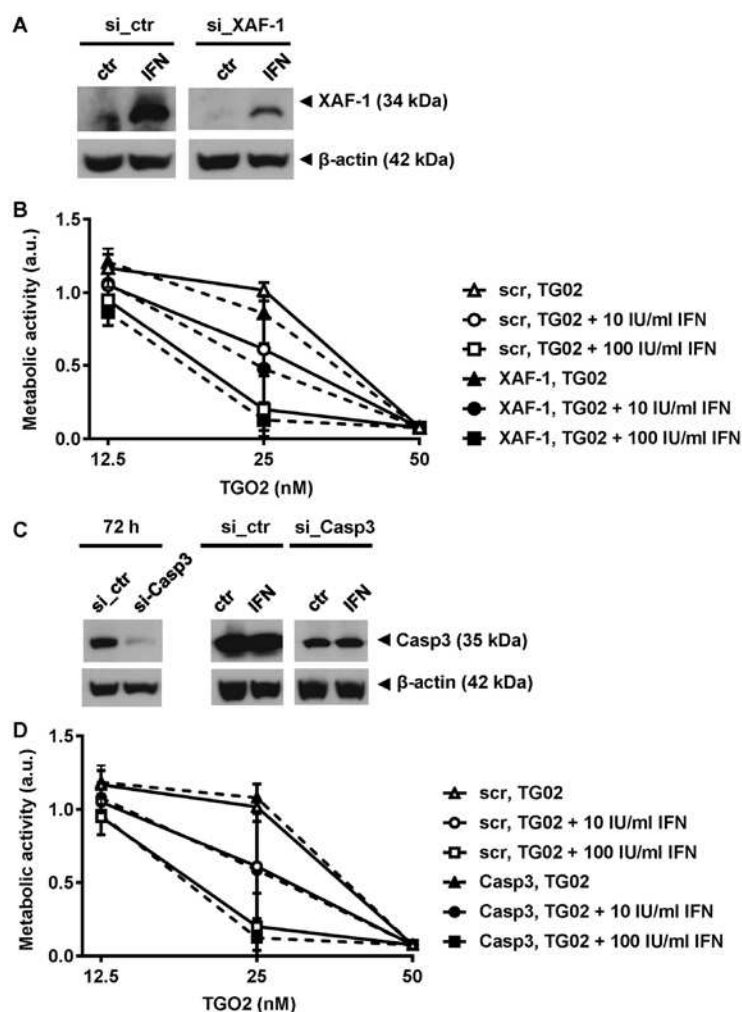 A
si_ctr si_XAF-1
ctr IFN ctr IFN
XAF-1 (34 kDa)
β-actin (42 kDa)
B
1.5
1.0
0.5
0.0
Metabolic activity (a.u.)
12.5 25 50
TGO2 (nM)
scr, TG02
scr, TG02 + 10 IU/ml IFN
scr, TG02 + 100 IU/ml IFN
XAF-1, TG02
XAF-1, TG02 + 10 IU/ml IFN
XAF-1, TG02 + 100 IU/ml IFN
C
72 h si_ctr si_Casp3
si_ctr si-Casp3 ctr IFN ctr IFN
Casp3 (35 kDa)
β-actin (42 kDa)
D
1.5
1.0
0.5
0.0
Metabolic activity (a.u.)
12.5 25 50
TGO2 (nM)
scr, TG02
scr, TG02 + 10 IU/ml IFN
scr, TG02 + 100 IU/ml IFN
Casp3, TG02
Casp3, TG02 + 10 IU/ml IFN
Casp3, TG02 + 100 IU/ml IFN